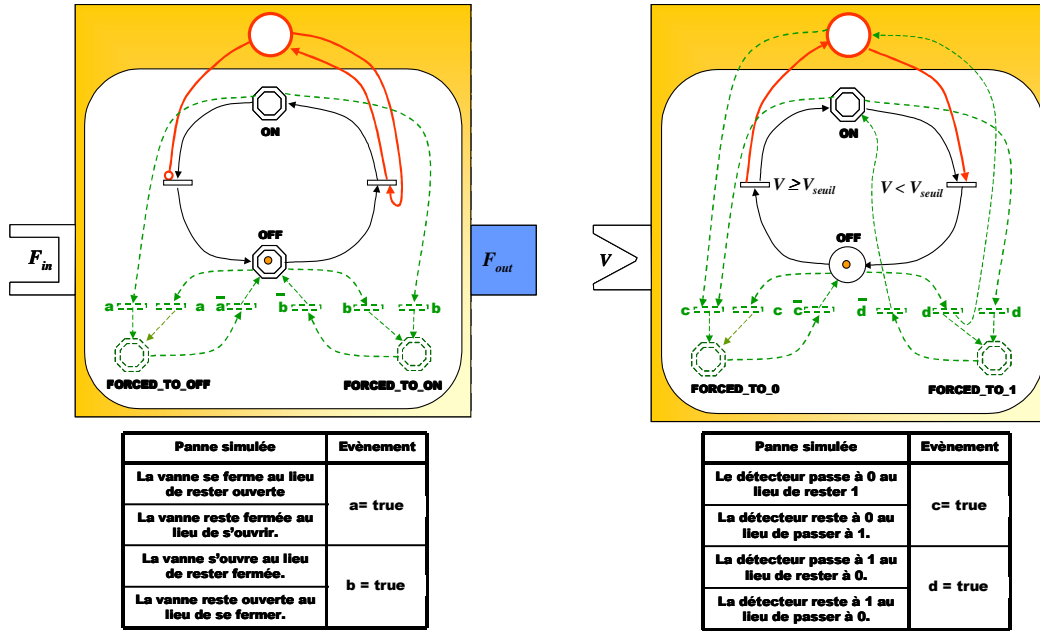 ON
OFF
F_in
F_out
a
a
a̅
b̅
b
b
FORCED_TO_OFF
FORCED_TO_ON
Panne simulée Evènement
La vanne se ferme au lieu
de rester ouverte
a= true
La vanne reste fermée au
lieu de s'ouvrir.
La vanne s'ouvre au lieu
de rester fermée.
b = true
La vanne reste ouverte au
lieu de se fermer.
ON
V ≥ V_seuil
V < V_seuil
OFF
V
c
c
c̅
d̅
d
d
FORCED_TO_0
FORCED_TO_1
Panne simulée Evènement
Le détecteur passe à 0 au
lieu de rester 1
c= true
La détecteur reste à 0 au
lieu de passer à 1.
La détecteur passe à 1 au
lieu de rester à 0.
d = true
La détecteur reste à 1 au
lieu de passer à 0.